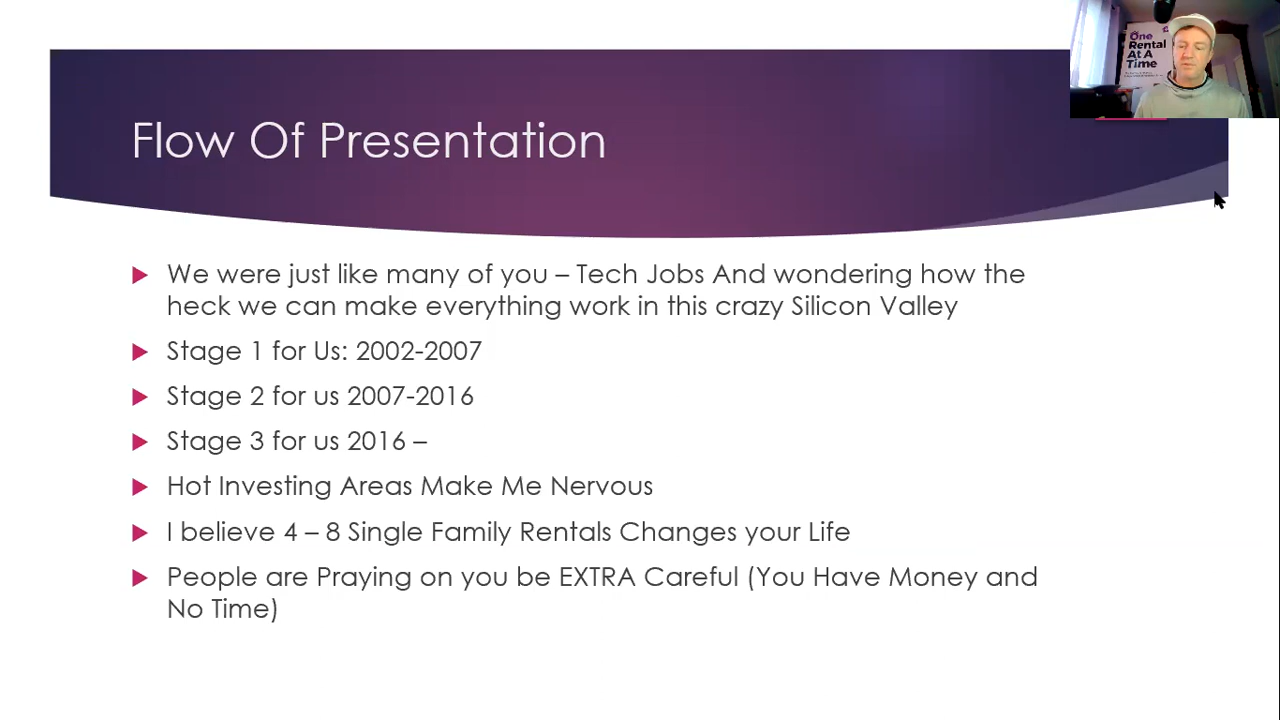 One
Rental
At A
Time
Flow Of Presentation
We were just like many of you – Tech Jobs And wondering how the
heck we can make everything work in this crazy Silicon Valley
Stage 1 for Us: 2002-2007
Stage 2 for us 2007-2016
Stage 3 for us 2016 –
Hot Investing Areas Make Me Nervous
I believe 4 – 8 Single Family Rentals Changes your Life
People are Praying on you be EXTRA Careful (You Have Money and
No Time)